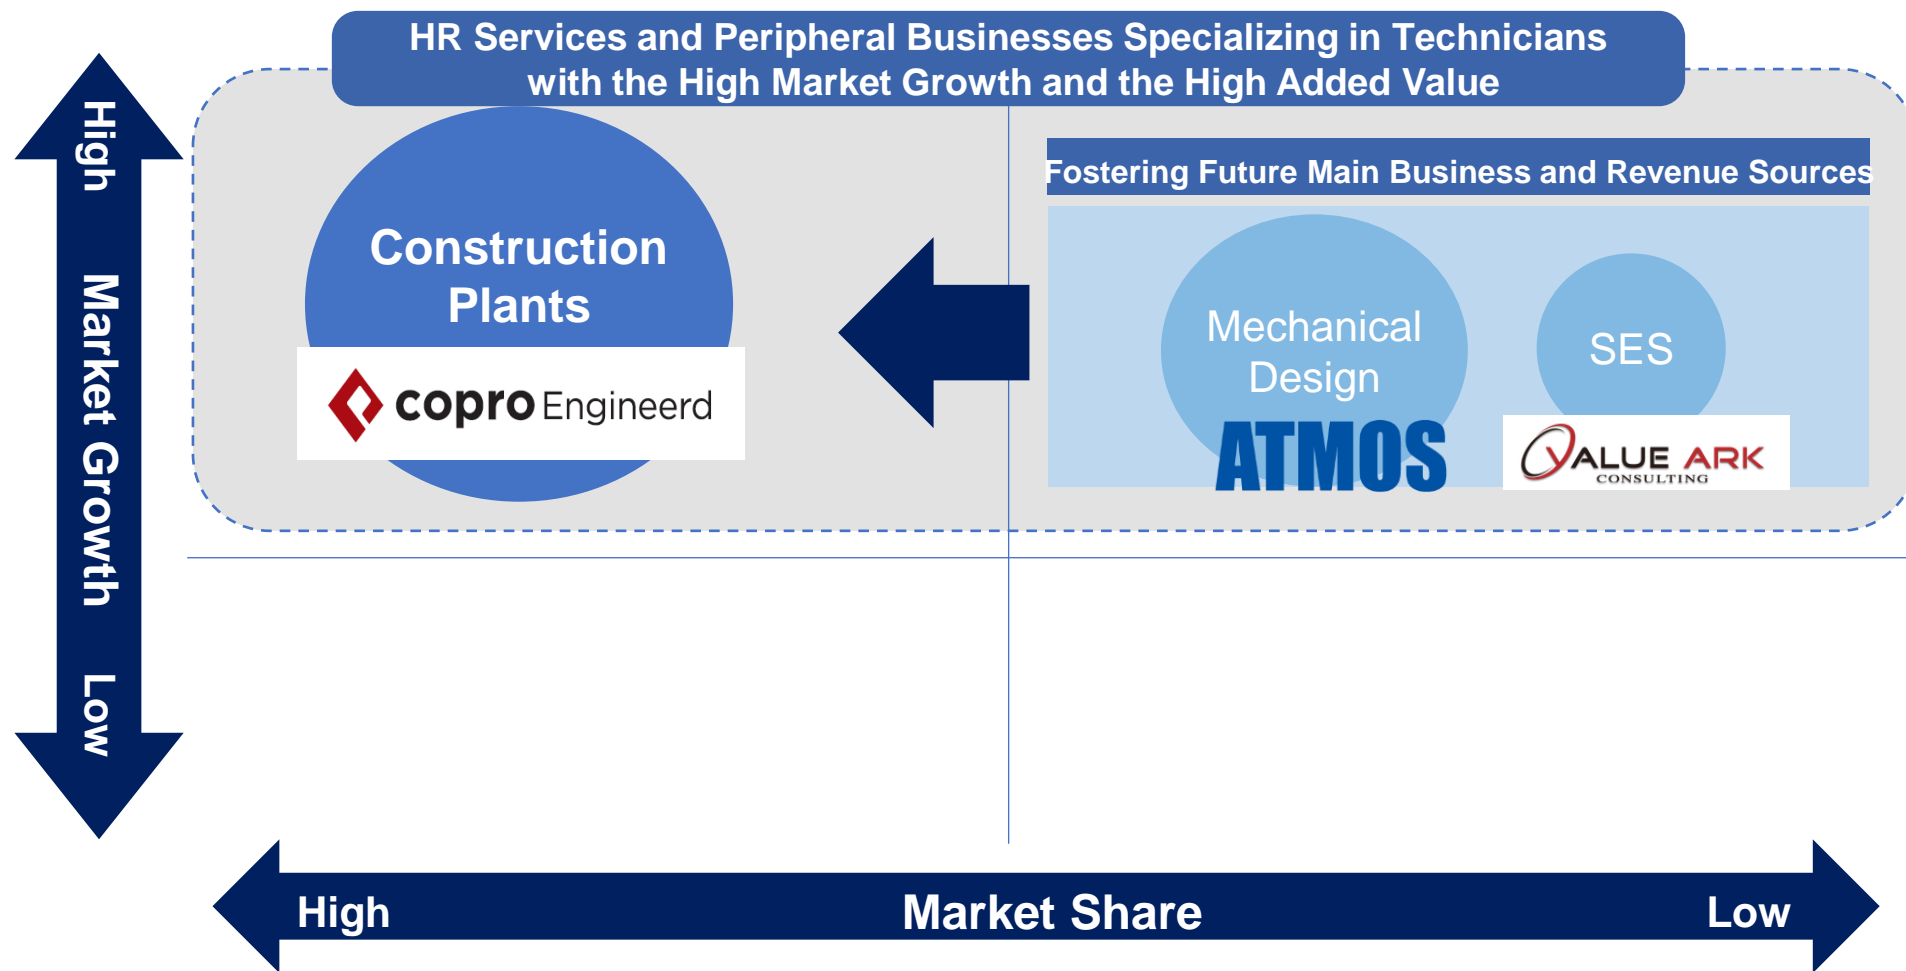 HR Services and Peripheral Businesses Specializing in Technicians
with the High Market Growth and the High Added Value
High
Market Growth
Low
Construction
Plants
copro Engineerd
Fostering Future Main Business and Revenue Sources
Mechanical
Design
ATMOS
SES
VALUE ARK
CONSULTING
High
Market Share
Low